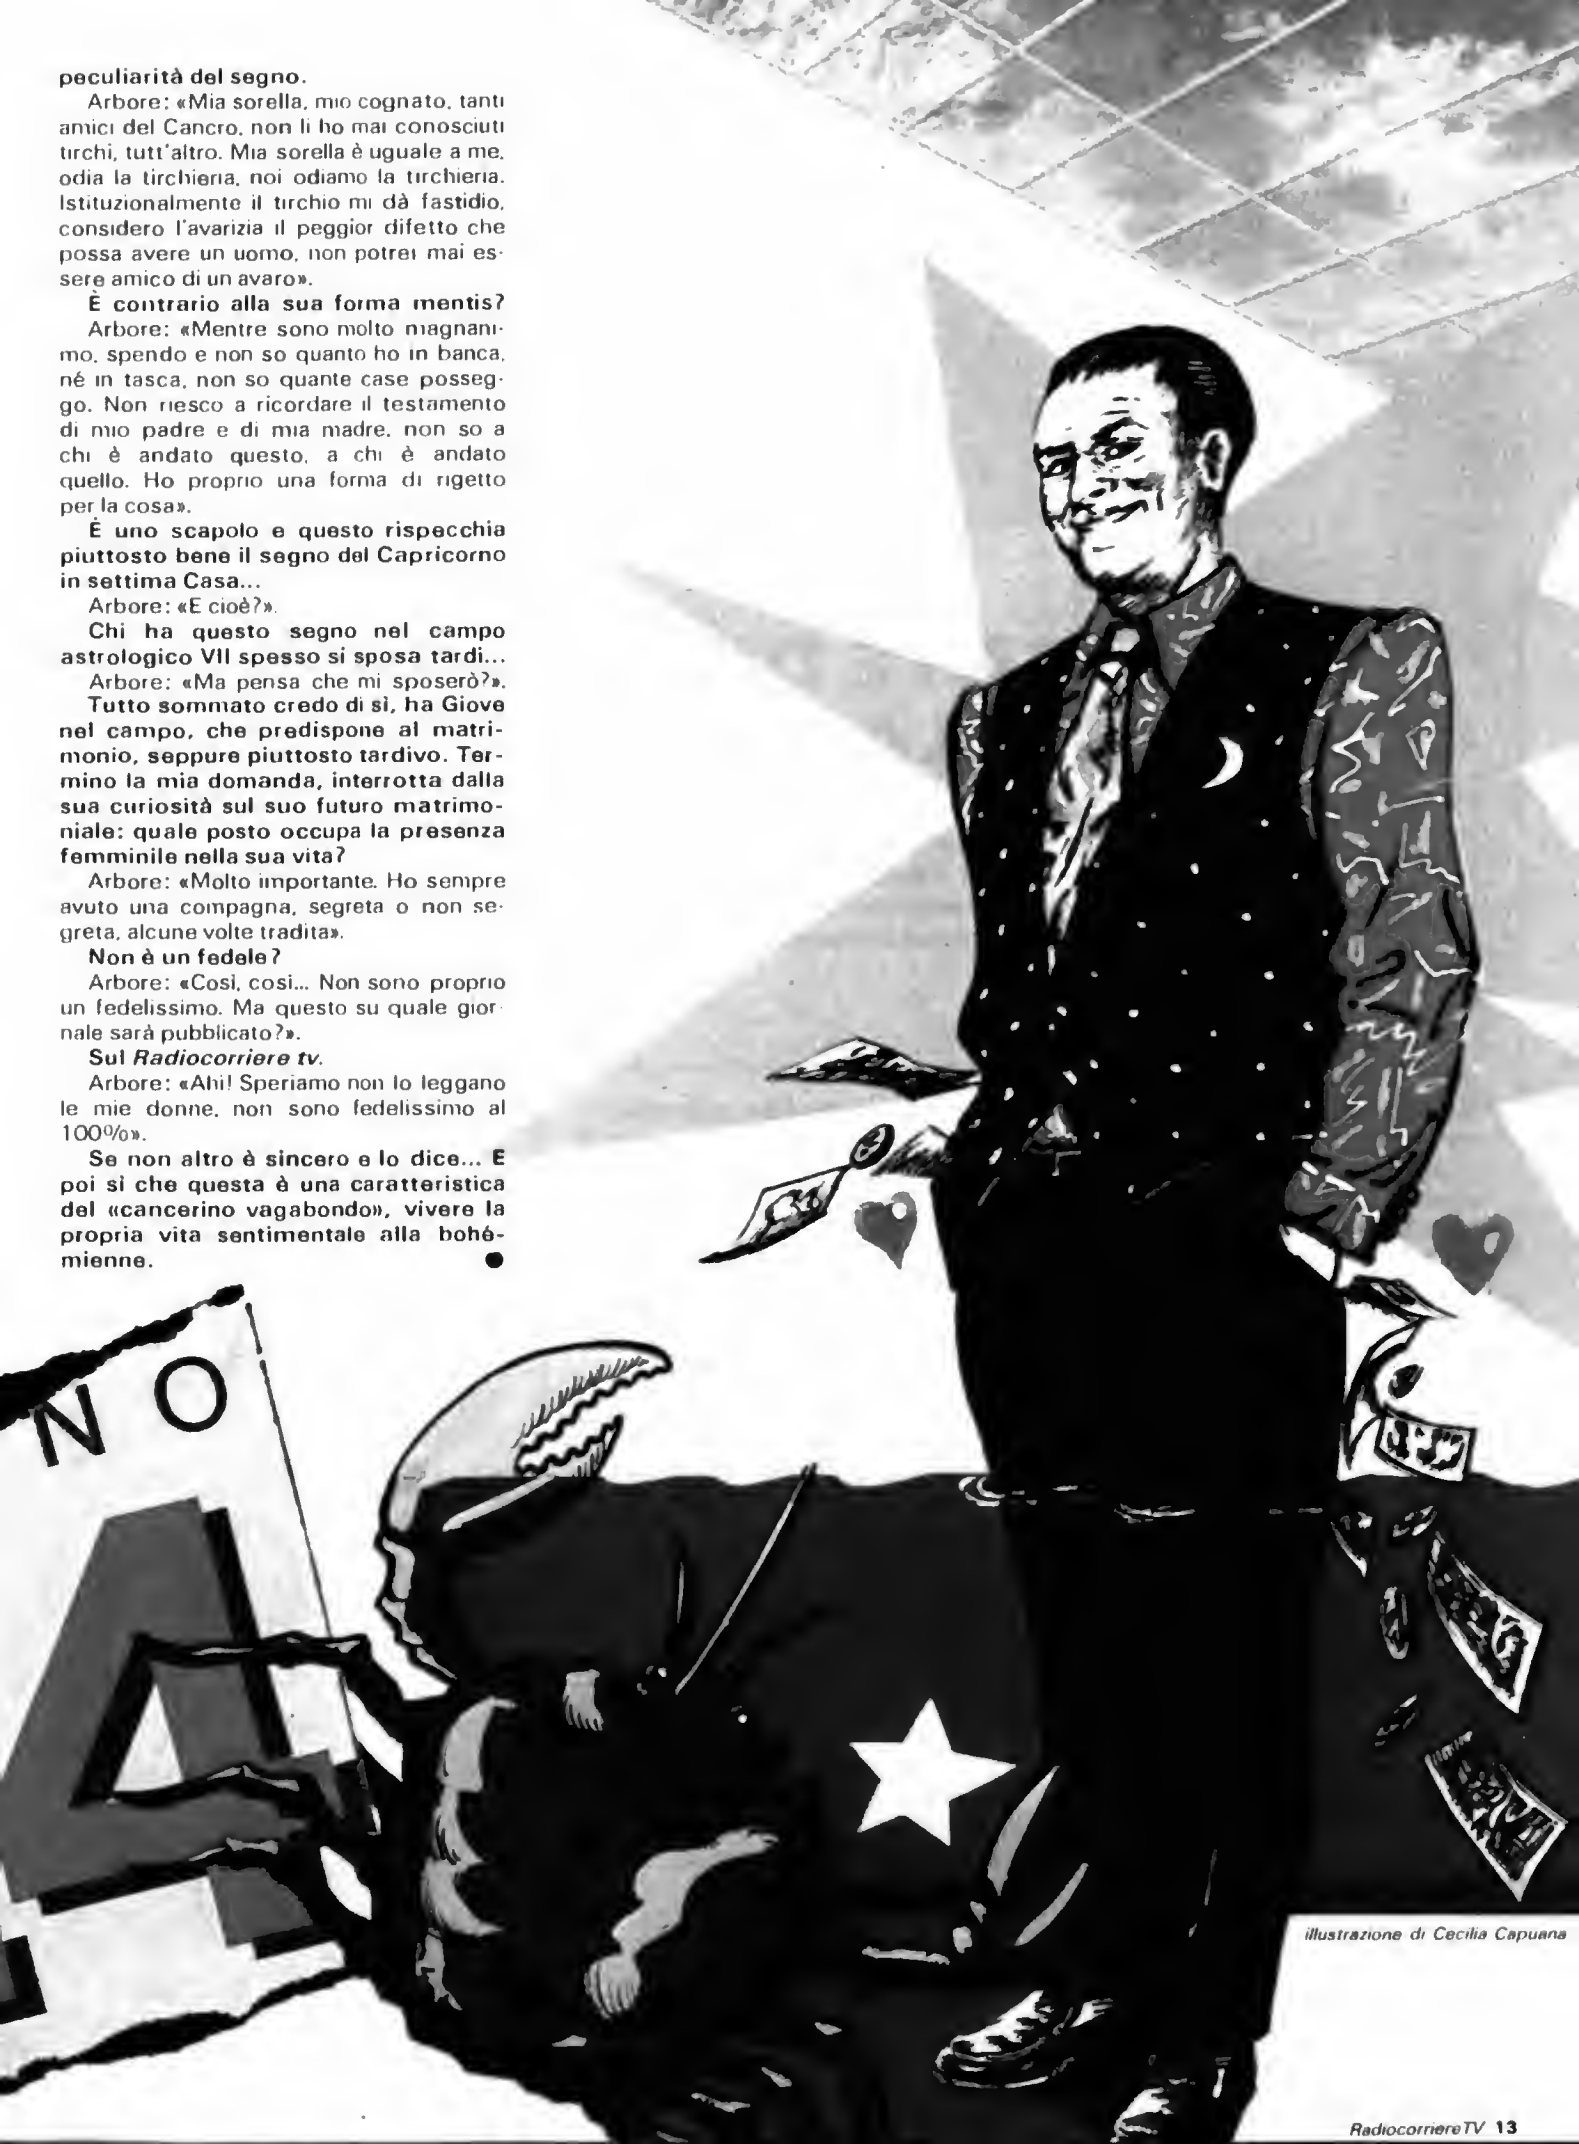 peculiarità del segno.
Arbore: «Mia sorella, mio cognato, tanti
amici del Cancro, non li ho mai conosciuti
tirchi, tutt'altro. Mia sorella è uguale a me,
odia la tirchieria, noi odiamo la tirchieria.
Istituzionalmente il tirchio mi dà fastidio,
considero l'avarizia il peggior difetto che
possa avere un uomo, non potrei mai es-
sere amico di un avaro».
È contrario alla sua forma mentis?
Arbore: «Mentre sono molto magnani-
mo, spendo e non so quanto ho in banca,
né in tasca, non so quante case posseg-
go. Non riesco a ricordare il testamento
di mio padre e di mia madre, non so a
chi è andato questo, a chi è andato
quello. Ho proprio una forma di rigetto
per la cosa».
È uno scapolo e questo rispecchia
piuttosto bene il segno del Capricorno
in settima Casa...
Arbore: «E cioè?».
Chi ha questo segno nel campo
astrologico VII spesso si sposa tardi...
Arbore: «Ma pensa che mi sposerò?».
Tutto sommato credo di sì, ha Giove
nel campo, che predispone al matri-
monio, seppure piuttosto tardivo. Ter-
mino la mia domanda, interrotta dalla
sua curiosità sul suo futuro matrimo-
niale: quale posto occupa la presenza
femminile nella sua vita?
Arbore: «Molto importante. Ho sempre
avuto una compagna, segreta o non se-
greta, alcune volte tradita».
Non è un fedele?
Arbore: «Così, così... Non sono proprio
un fedelissimo. Ma questo su quale gior-
nale sarà pubblicato?».
Sul Radiocorriere tv.
Arbore: «Ahi! Speriamo non lo leggano
le mie donne, non sono fedelissimo al
100%».
Se non altro è sincero e lo dice... E
poi si che questa è una caratteristica
del «cancerino vagabondo», vivere la
propria vita sentimentale alla bohé-
mienne.
NO
A
illustrazione di Cecilia Capuana
RadiocorriereTV 13